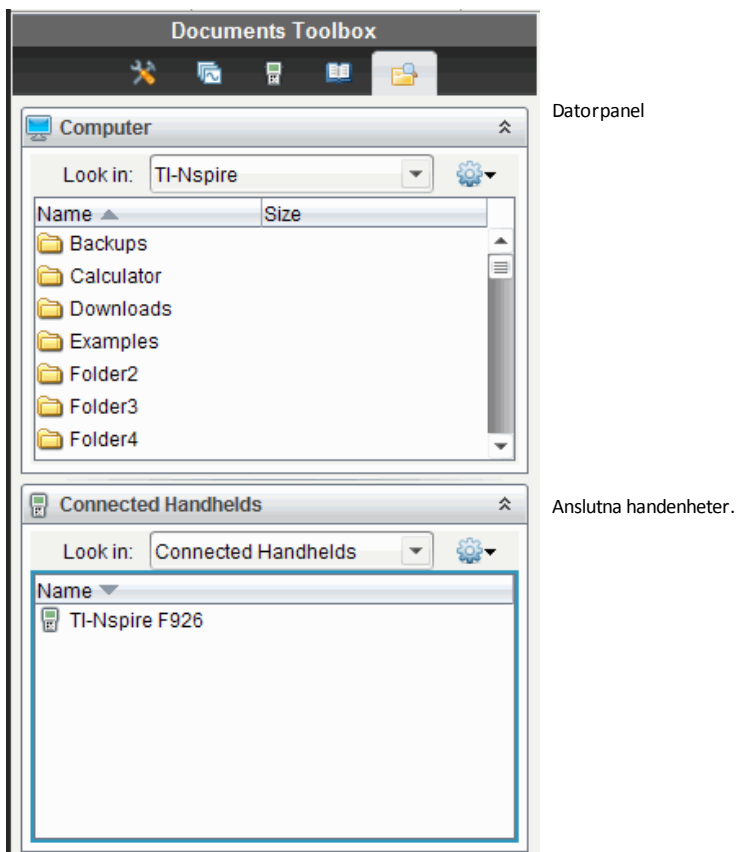 Documents Toolbox
Computer
Datorpanel
Look in: TI-Nspire
Name Size
Backups
Calculator
Downloads
Examples
Folder2
Folder3
Folder4
Connected Handhelds
Anslutna handenheter.
Look in: Connected Handhelds
Name
TI-Nspire F926